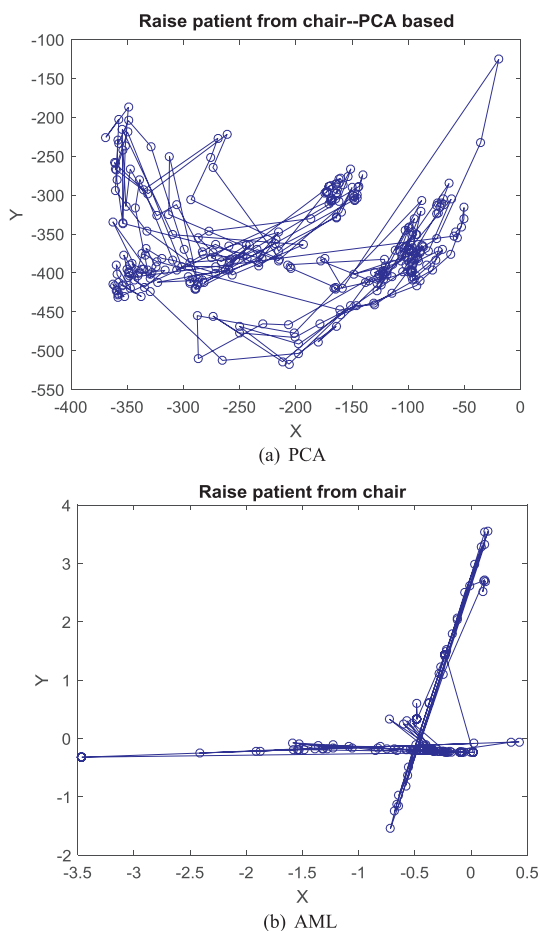 Raise patient from chair--PCA based
-100
-150
-200
-250
-300
-350
-400
-450
-500
-550
Y
-400 -350 -300 -250 -200 -150 -100 -50 0
X
(a) PCA
Raise patient from chair
4
3
2
1
0
-1
-2
Y
-3.5 -3 -2.5 -2 -1.5 -1 -0.5 0 0.5
X
(b) AML